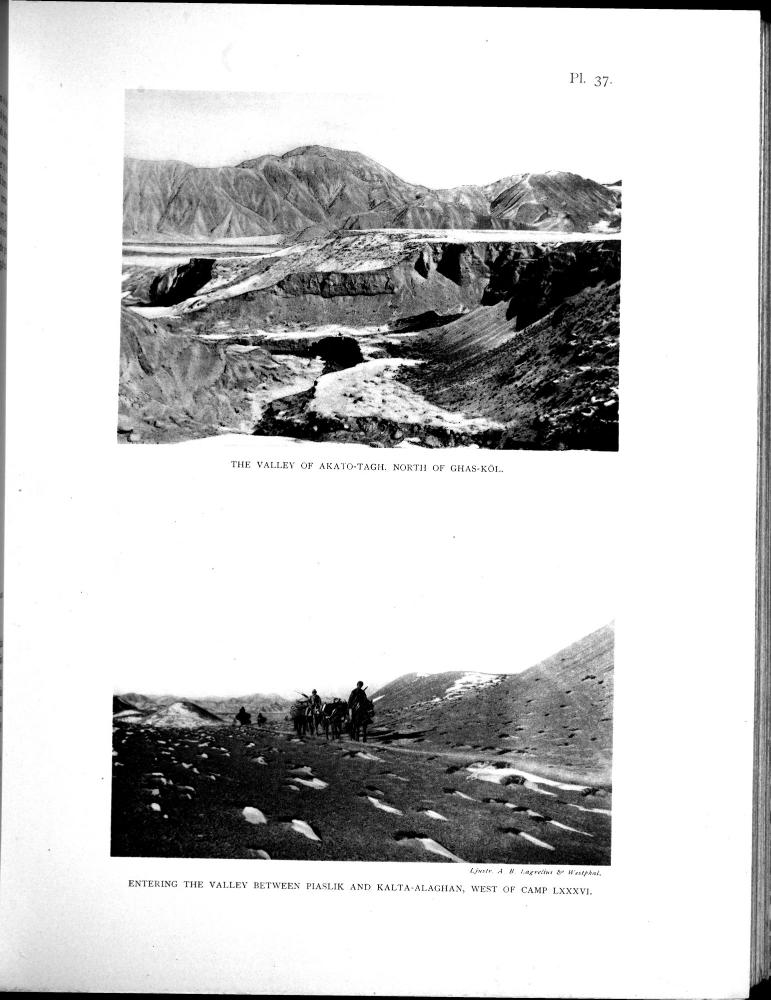 Pl. 37.
THE VALLEY OF AKATO-TAGH. NORTH OF GHAS-KÖL.
Ljustr. A. B. Lagrelius & Westphal.
ENTERING THE VALLEY BETWEEN PIASLIK AND KALTA-ALAGHAN, WEST OF CAMP LXXXVI.